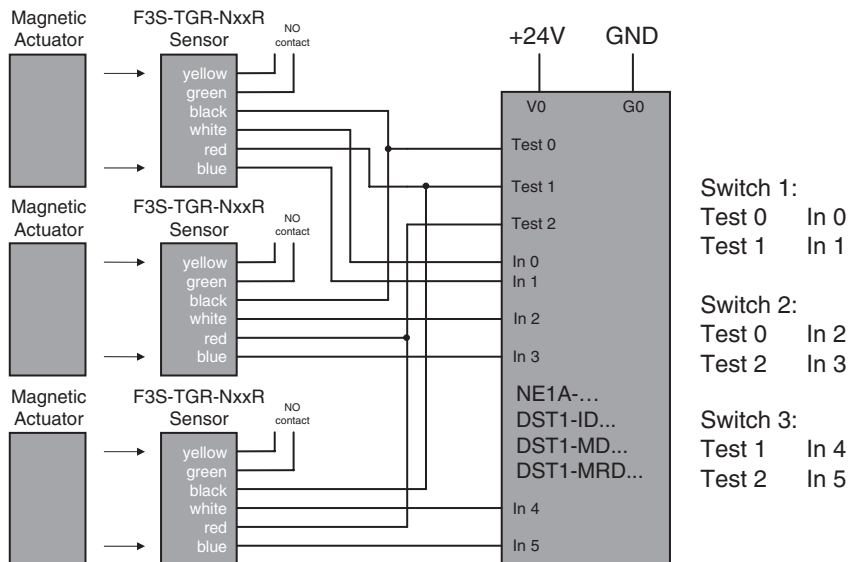 Magnetic
Actuator
F3S-TGR-NxxR
Sensor
NO
contact
yellow
green
black
white
red
blue
Magnetic
Actuator
F3S-TGR-NxxR
Sensor
NO
contact
yellow
green
black
white
red
blue
Magnetic
Actuator
F3S-TGR-NxxR
Sensor
NO
contact
yellow
green
black
white
red
blue
+24V GND
V0 G0
Test 0
Test 1
Test 2
In 0
In 1
In 2
In 3
NE1A-...
DST1-ID...
DST1-MD...
DST1-MRD...
In 4
In 5
Switch 1:
Test 0 In 0
Test 1 In 1
Switch 2:
Test 0 In 2
Test 2 In 3
Switch 3:
Test 1 In 4
Test 2 In 5